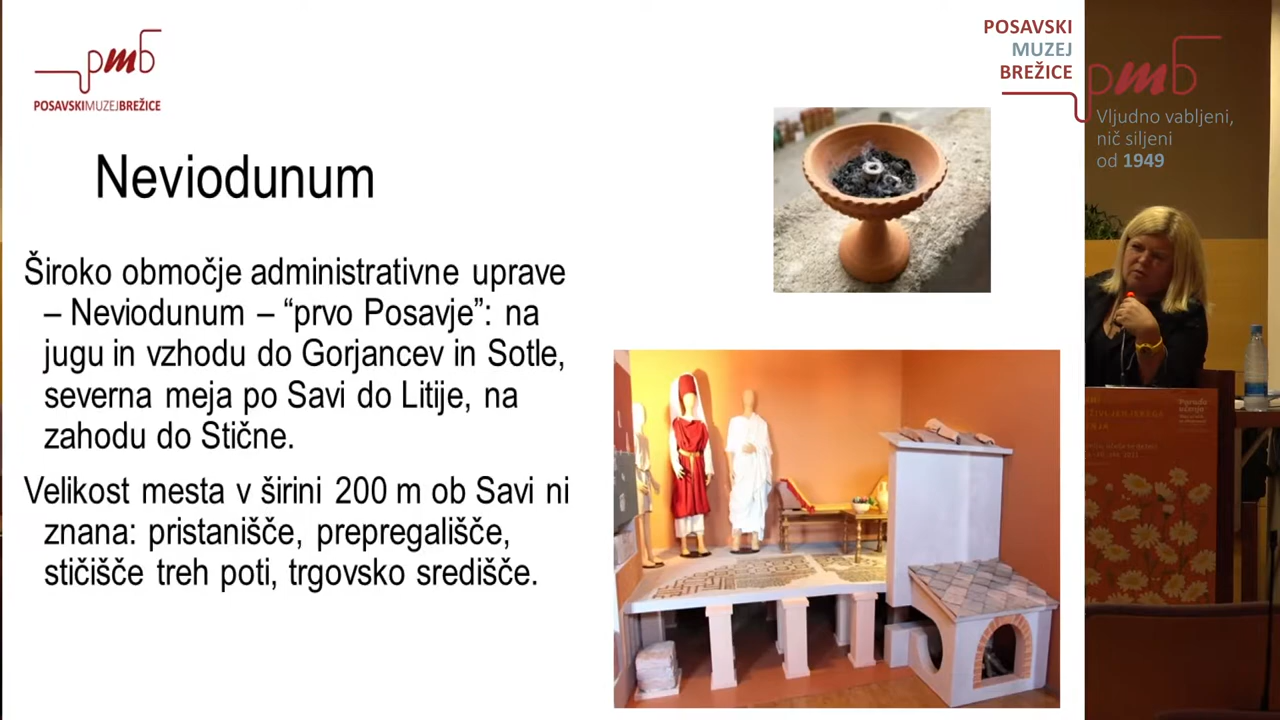 pmb
POSAVSKIMUZEJBREŽICE
Neviodunum
Široko območje administrativne uprave
– Neviodunum – “prvo Posavje”: na
jugu in vzhodu do Gorjancev in Sotle,
severna meja po Savi do Litije, na
zahodu do Stične.
Velikost mesta v širini 200 m ob Savi ni
znana: pristanišče, prepregališče,
stičišče treh poti, trgovsko središče.
POSAVSKI
MUZEJ
BREŽICE
pmb
Vljudno vabljeni,
nič siljeni
od 1949